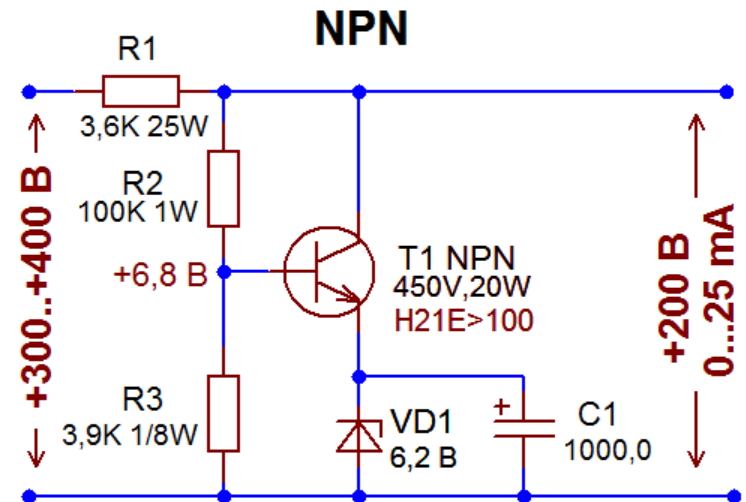 NPN
R1
3,6K 25W
R2
100K 1W
+6,8 В
T1 NPN
450V,20W
H21E>100
+300..+400 В
+200 В
0...25 mA
R3
3,9K 1/8W
VD1
6,2 В
+
C1
1000,0